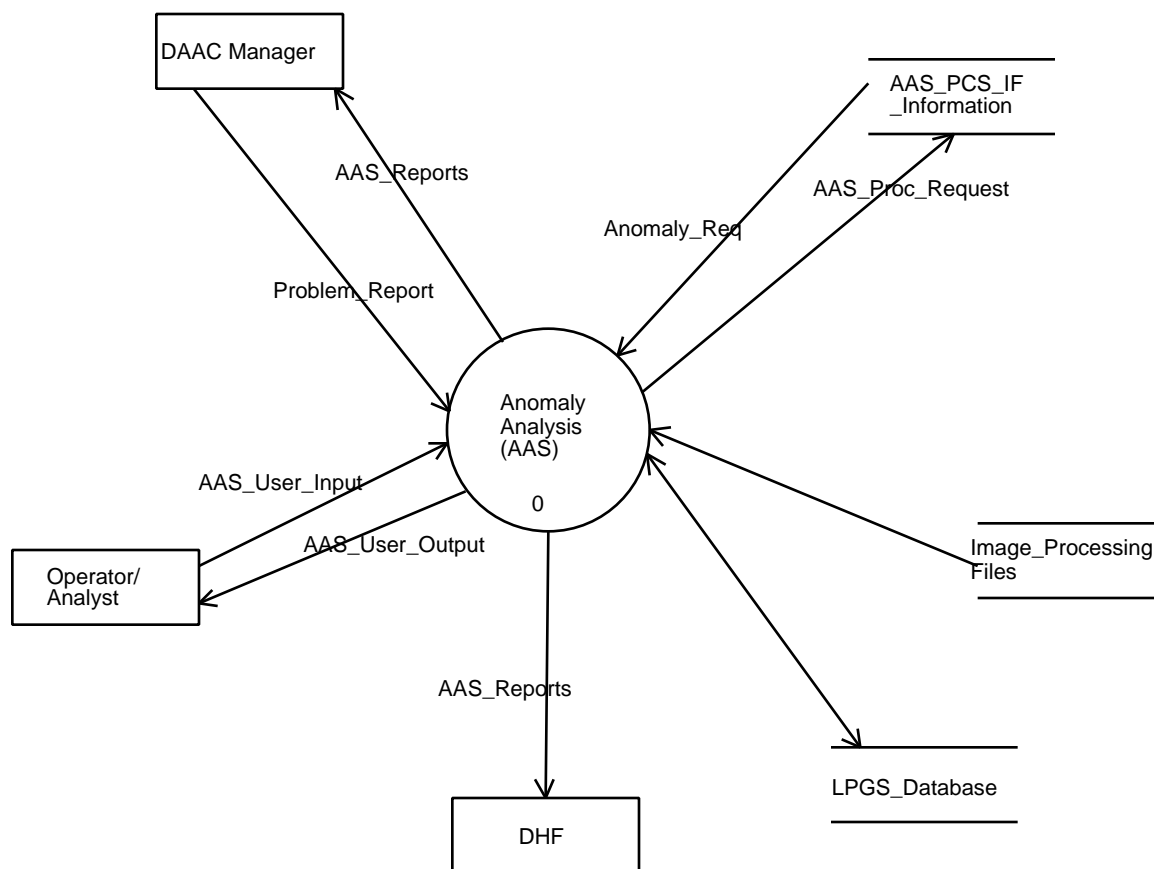 DAAC Manager
AAS_PCS_IF
_Information
AAS_Reports
AAS_Proc_Request
Anomaly_Req
Problem_Report
Anomaly
Analysis
(AAS)
0
AAS_User_Input
AAS_User_Output
Image_Processing
Files
Operator/
Analyst
AAS_Reports
LPGS_Database
DHF